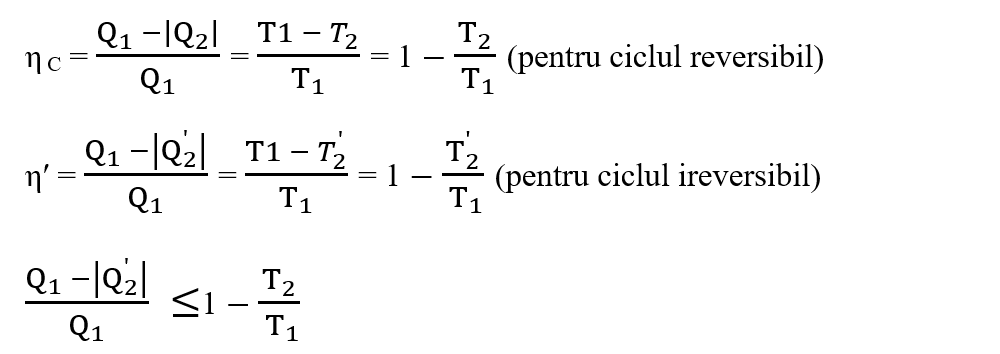 η C = (Q₁ −|Q₂|)/Q₁ = (T1 − T₂)/T₁ = 1 − T₂/T₁ (pentru ciclul reversibil)
η′ = (Q₁ −|Q₂'|)/Q₁ = (T1 − T₂')/T₁ = 1 − T₂'/T₁ (pentru ciclul ireversibil)
(Q₁ −|Q₂'|)/Q₁ ≤ 1 − T₂/T₁